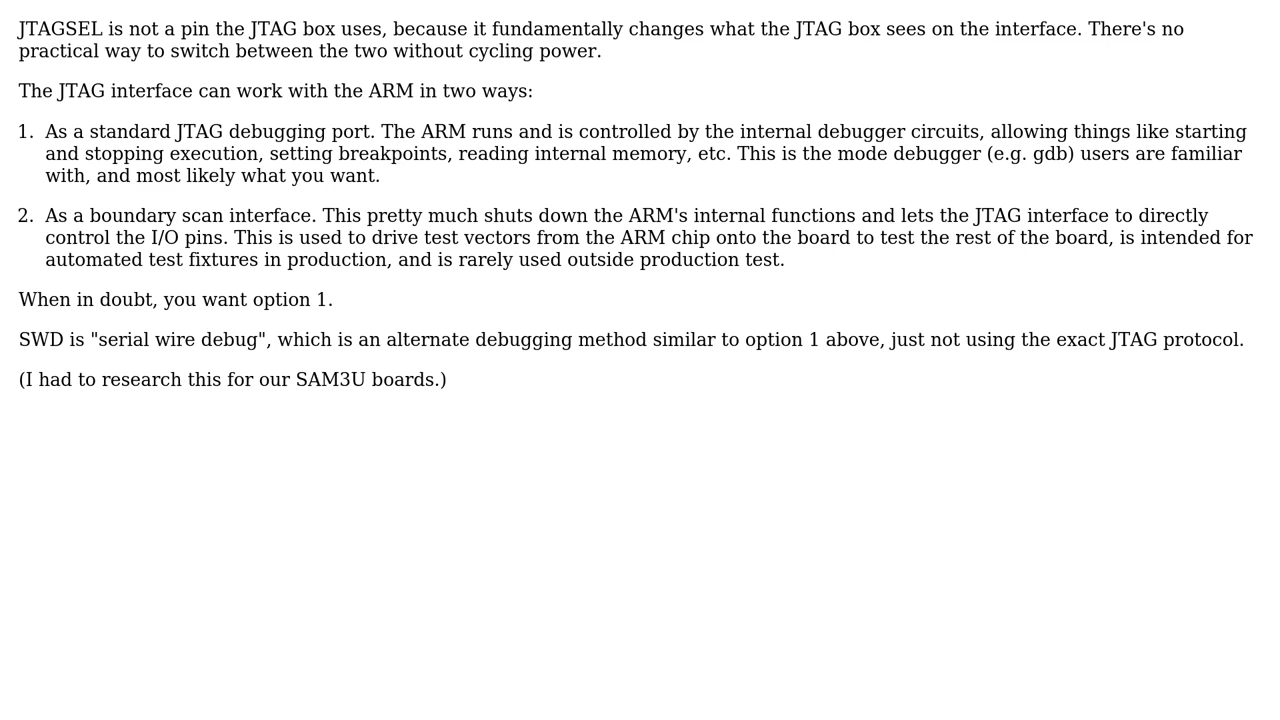 JTAGSEL is not a pin the JTAG box uses, because it fundamentally changes what the JTAG box sees on the interface. There's no
practical way to switch between the two without cycling power.
The JTAG interface can work with the ARM in two ways:
1. As a standard JTAG debugging port. The ARM runs and is controlled by the internal debugger circuits, allowing things like starting
and stopping execution, setting breakpoints, reading internal memory, etc. This is the mode debugger (e.g. gdb) users are familiar
with, and most likely what you want.
2. As a boundary scan interface. This pretty much shuts down the ARM's internal functions and lets the JTAG interface to directly
control the I/O pins. This is used to drive test vectors from the ARM chip onto the board to test the rest of the board, is intended for
automated test fixtures in production, and is rarely used outside production test.
When in doubt, you want option 1.
SWD is "serial wire debug", which is an alternate debugging method similar to option 1 above, just not using the exact JTAG protocol.
(I had to research this for our SAM3U boards.)